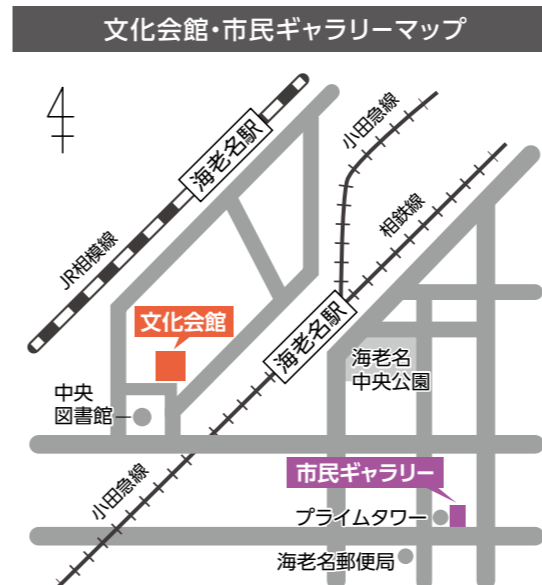 文化会館・市民ギャラリーマップ
海老名駅
小田急線
JR相模線
相鉄線
文化会館
海老名駅
海老名
中央公園
中央
図書館
小田急線
市民ギャラリー
プライムタワー
海老名郵便局